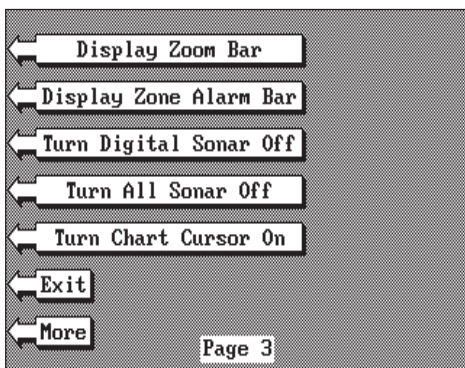 Display Zoom Bar
Display Zone Alarm Bar
Turn Digital Sonar Off
Turn All Sonar Off
Turn Chart Cursor On
Exit
More
Page 3